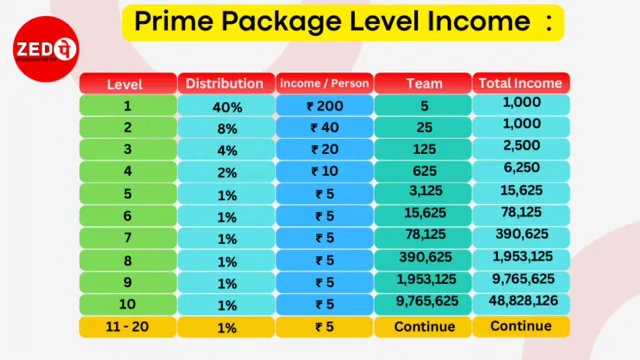 Prime Package Level Income :
ZED पे
Level Distribution Income / Person Team Total Income
1 40% ₹ 200 5 1,000
2 8% ₹ 40 25 1,000
3 4% ₹ 20 125 2,500
4 2% ₹ 10 625 6,250
5 1% ₹ 5 3,125 15,625
6 1% ₹ 5 15,625 78,125
7 1% ₹ 5 78,125 390,625
8 1% ₹ 5 390,625 1,953,125
9 1% ₹ 5 1,953,125 9,765,625
10 1% ₹ 5 9,765,625 48,828,126
11 - 20 1% ₹ 5 Continue Continue